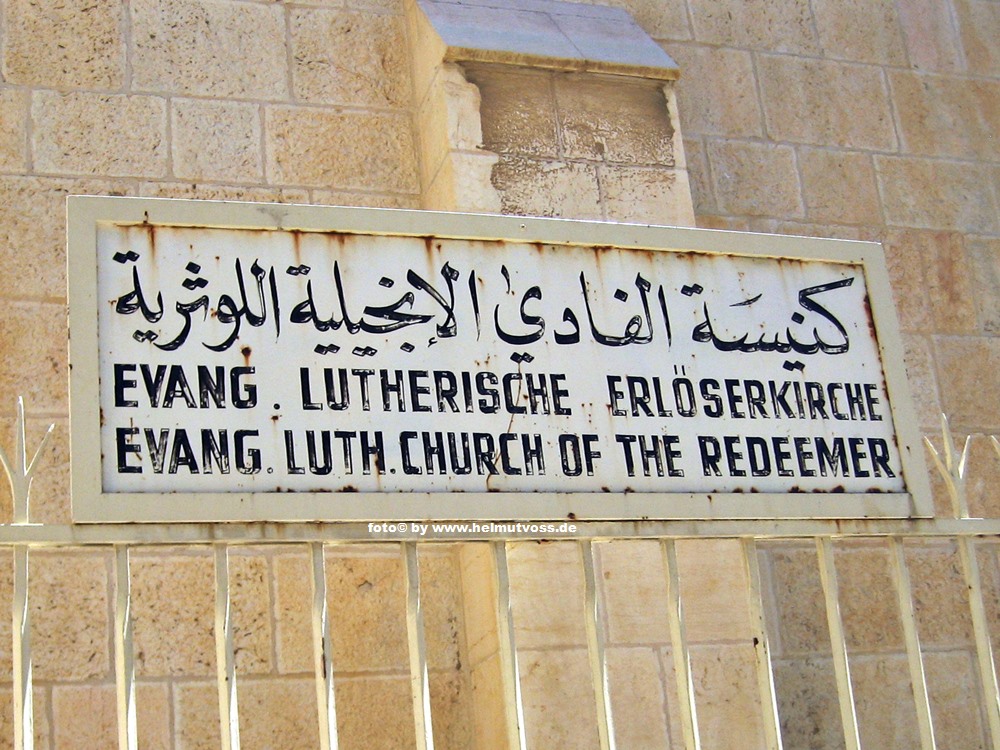 كنيسة الفادي الإنجيلية اللوثرية
EVANG . LUTHERISCHE ERLÖSERKIRCHE
EVANG. LUTH. CHURCH OF THE REDEEMER
foto© by www.helmutvoss.de